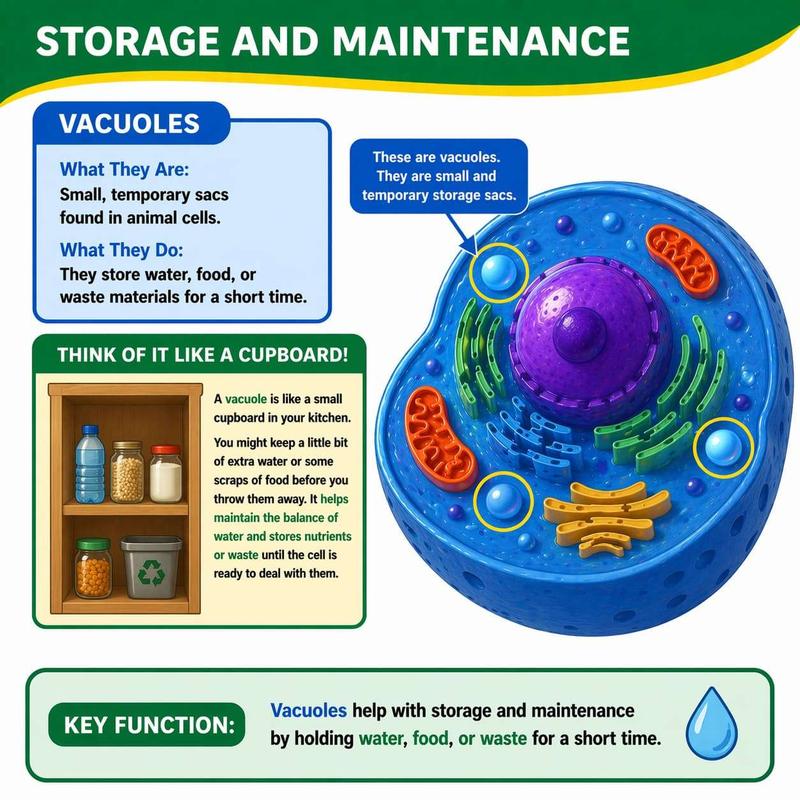 STORAGE AND MAINTENANCE
VACUOLES
What They Are:
Small, temporary sacs
found in animal cells.
What They Do:
They store water, food, or
waste materials for a short time.
These are vacuoles.
They are small and
temporary storage sacs.
THINK OF IT LIKE A CUPBOARD!
A vacuole is like a small
cupboard in your kitchen.
You might keep a little bit
of extra water or some
scraps of food before you
throw them away. It helps
maintain the balance of
water and stores nutrients
or waste until the cell is
ready to deal with them.
KEY FUNCTION:
Vacuoles help with storage and maintenance
by holding water, food, or waste for a short time.